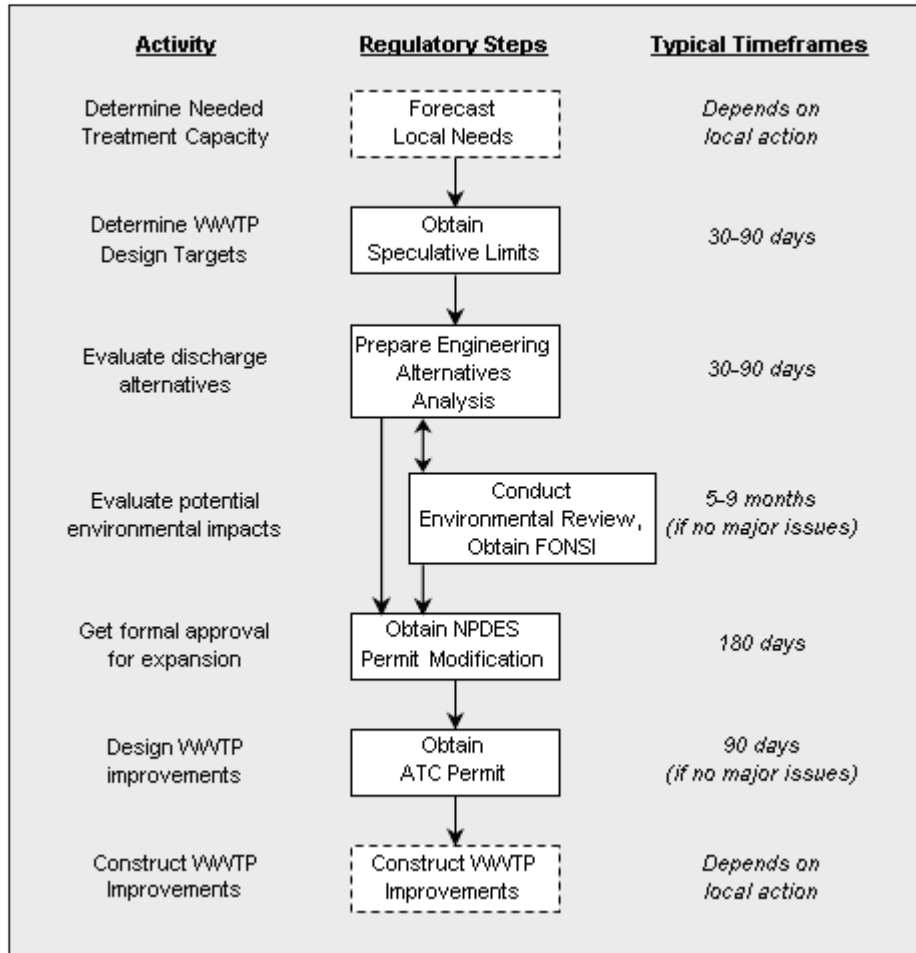 Activity
Regulatory Steps
Typical Timeframes
Determine Needed
Treatment Capacity
Forecast
Local Needs
Depends on
local action
Determine WWTP
Design Targets
Obtain
Speculative Limits
30-90 days
Evaluate discharge
alternatives
Prepare Engineering
Alternatives
Analysis
30-90 days
Evaluate potential
environmental impacts
Conduct
Environmental Review,
Obtain FONSI
5-9 months
(if no major issues)
Get formal approval
for expansion
Obtain NPDES
Permit Modification
180 days
Design WWTP
improvements
Obtain
ATC Permit
90 days
(if no major issues)
Construct WWTP
Improvements
Construct WWTP
Improvements
Depends on
local action